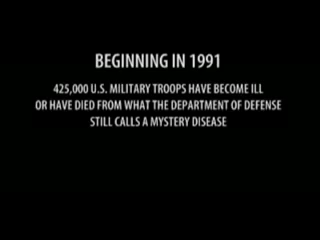 BEGINNING IN 1991
425,000 U.S. MILITARY TROOPS HAVE BECOME ILL
OR HAVE DIED FROM WHAT THE DEPARTMENT OF DEFENSE
STILL CALLS A MYSTERY DISEASE